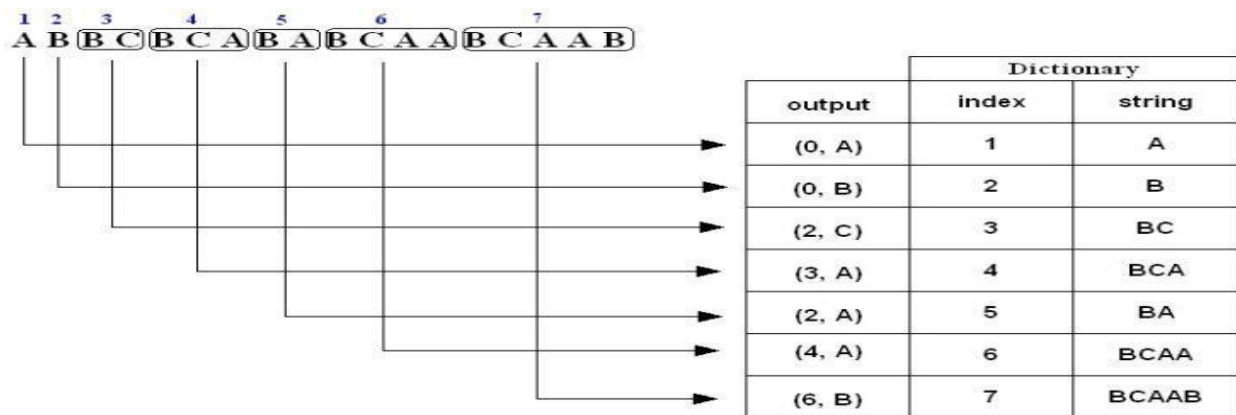 1 2 3 4 5 6 7
A B B C B C A B A B C A A B C A A B
Dictionary
output index string
(0, A) 1 A
(0, B) 2 B
(2, C) 3 BC
(3, A) 4 BCA
(2, A) 5 BA
(4, A) 6 BCAA
(6, B) 7 BCAAB